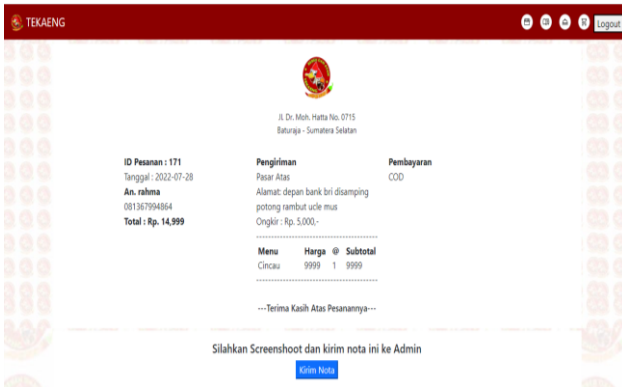 TEKAENG
Logout
Jl. Dr. Moh. Hatta No. 0715
Baturaja - Sumatera Selatan
ID Pesanan : 171
Tanggal : 2022-07-28
An. rahma
081367994864
Total : Rp. 14,999
Pengiriman
Pasar Atas
Alamat: depan bank bri disamping
potong rambut ucle mus
Ongkir : Rp. 5,000,-
Pembayaran
COD
-----------------------------------------
Menu Harga @ Subtotal
Cincau 9999 1 9999
-----------------------------------------
---Terima Kasih Atas Pesanannya---
Silahkan Screenshoot dan kirim nota ini ke Admin
Kirim Nota